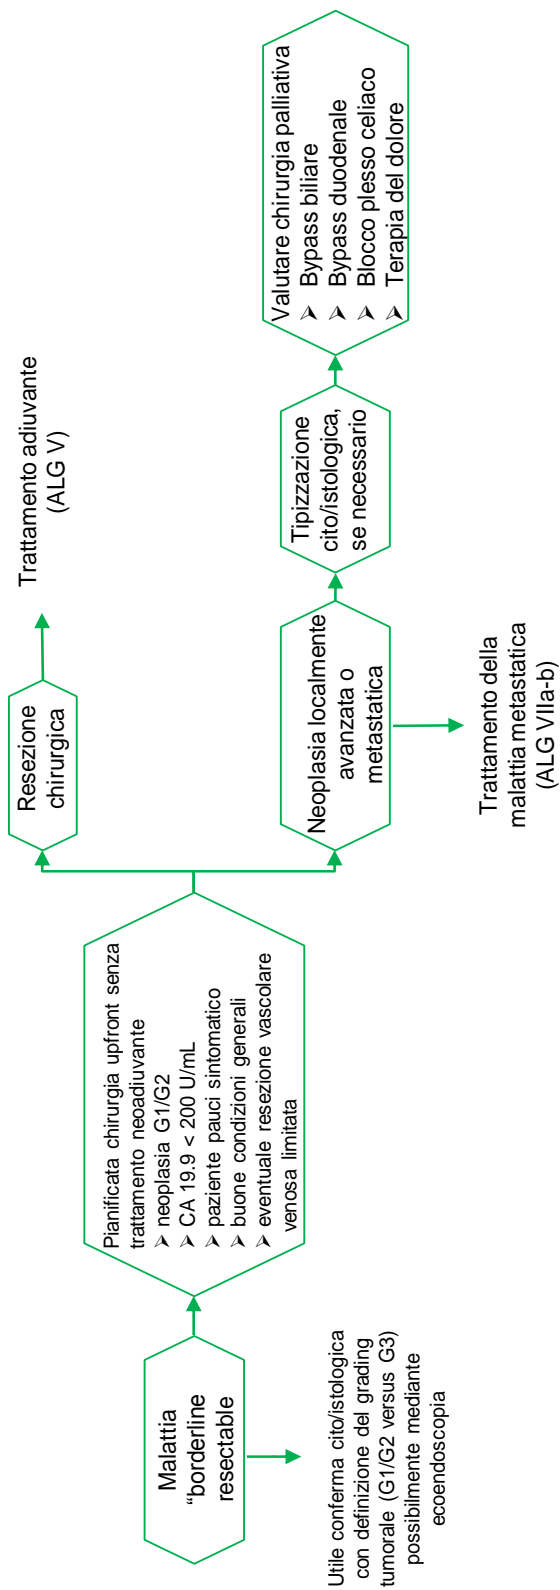 Malattia
“borderline
resectable
Utile conferma cito/istologica
con definizione del grading
tumorale (G1/G2 versus G3)
possibilmente mediante
ecoendoscopia
Pianificata chirurgia upfront senza
trattamento neoadiuvante
➢ neoplasia G1/G2
➢ CA 19.9 < 200 U/mL
➢ paziente pauci sintomatico
➢ buone condizioni generali
➢ eventuale resezione vascolare
venosa limitata
Resezione
chirurgica
Trattamento adiuvante
(ALG V)
Neoplasia localmente
avanzata o
metastatica
Trattamento della
malattia metastatica
(ALG VIIa-b)
Tipizzazione
cito/istologica,
se necessario
Valutare chirurgia palliativa
➢ Bypass biliare
➢ Bypass duodenale
➢ Blocco plesso celiaco
➢ Terapia del dolore